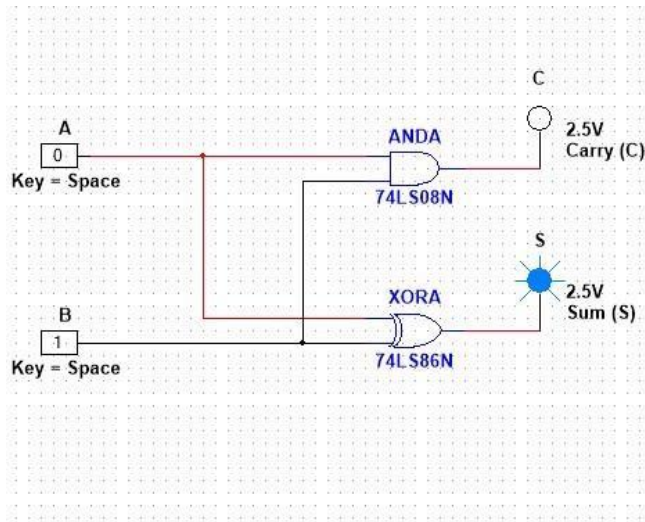 C
A
ANDA
2.5V
Carry (C)
0
Key = Space
74LS08N
S
XORA
2.5V
Sum (S)
B
1
74LS86N
Key = Space